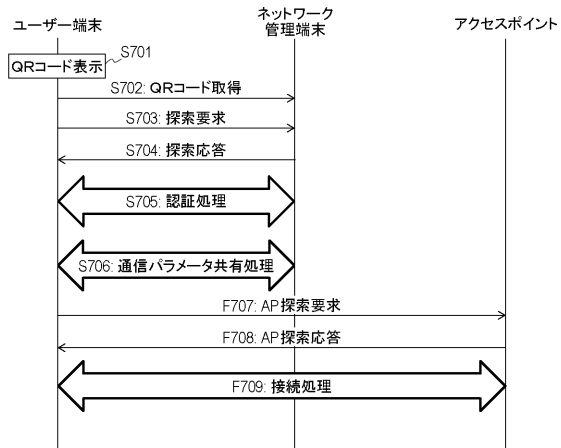 ユーザー端末
ネットワーク
管理端末
アクセスポイント
QRコード表示
S701
S702: QRコード取得
S703: 探索要求
S704: 探索応答
S705: 認証処理
S706: 通信パラメータ共有処理
F707: AP探索要求
F708: AP探索応答
F709: 接続処理